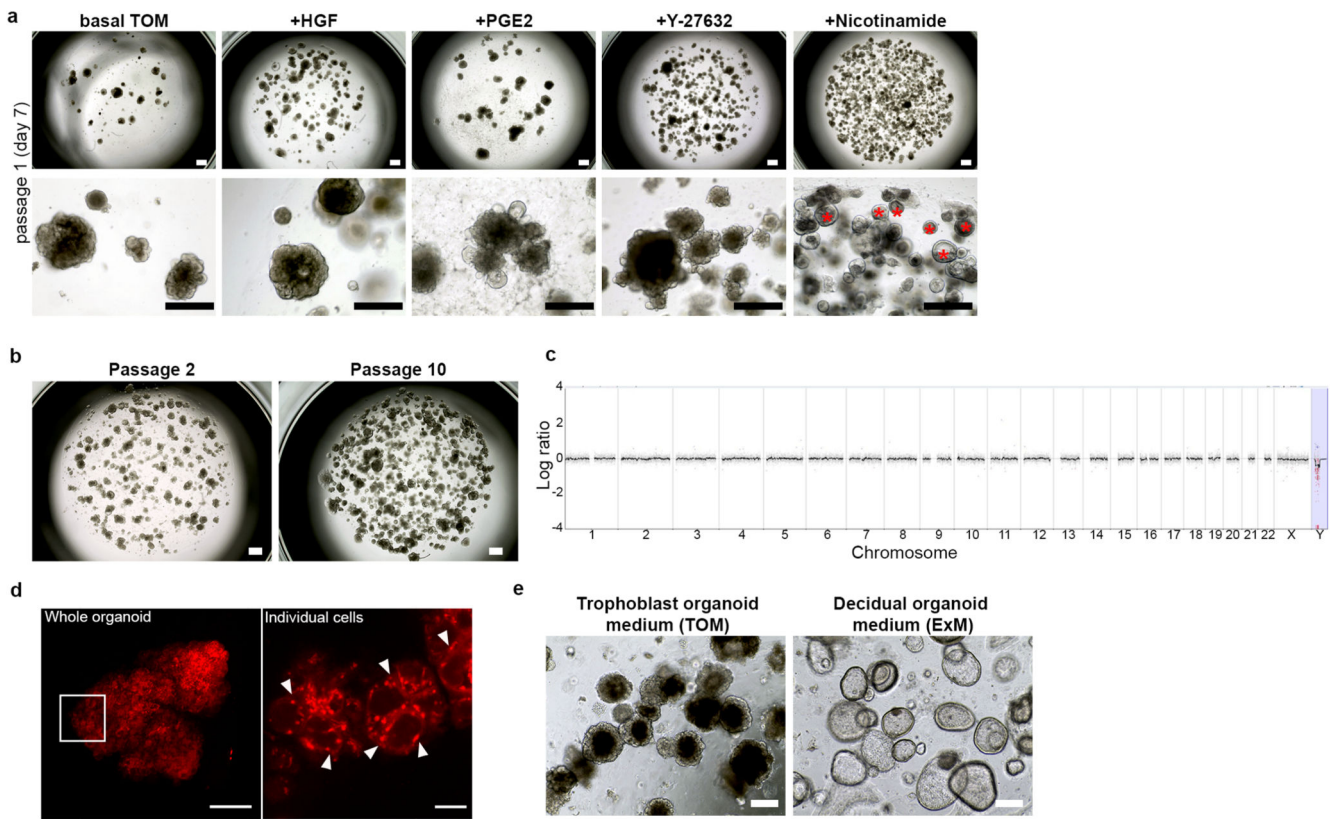 a
basal TOM +HGF +PGE2 +Y-27632 +Nicotinamide
passage 1 (day 7)
* * * * * *
b
Passage 2 Passage 10
c
4
2
0
-2
-4
Log ratio
1 2 3 4 5 6 7 8 9 10 11 12 13 14 15 16 17 18 19 20 21 22 X Y
Chromosome
d
Whole organoid Individual cells
e
Trophoblast organoid
medium (TOM)
Decidual organoid
medium (ExM)